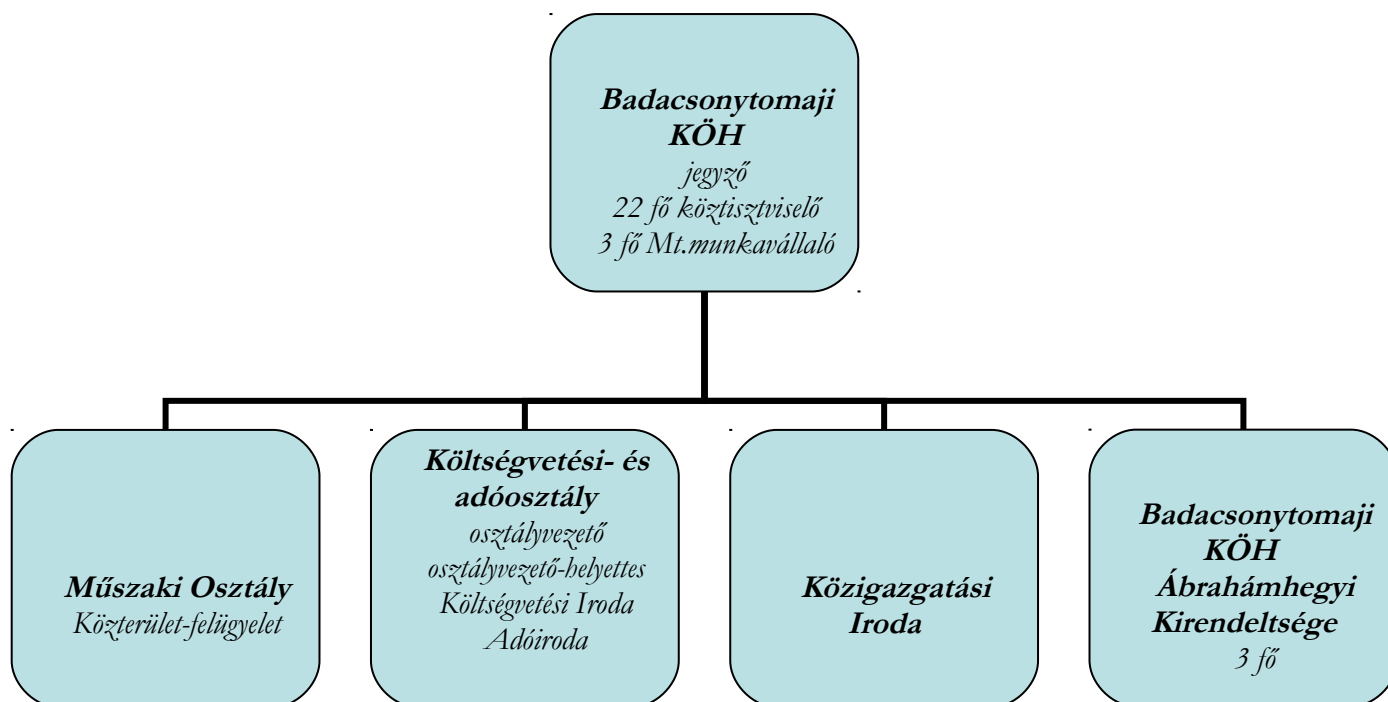 Badacsonytomaji
KÖH
jegyző
22 fő köztisztviselő
3 fő Mt.munkavállaló
Műszaki Osztály
Közterület-felügyelet
Költségvetési- és
adóosztály
osztályvezető
osztályvezető-helyettes
Költségvetési Iroda
Adóiroda
Közigazgatási
Iroda
Badacsonytomaji
KÖH
Ábrahámhegyi
Kirendeltsége
3 fő